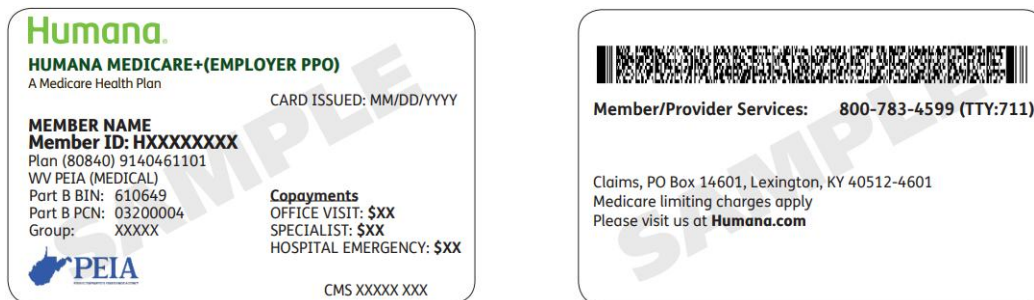 Humana.
HUMANA MEDICARE+(EMPLOYER PPO)
A Medicare Health Plan
CARD ISSUED: MM/DD/YYYY
MEMBER NAME
Member ID: HXXXXXXXX
Plan (80840) 9140461101
WV PEIA (MEDICAL)
Part B BIN: 610649
Part B PCN: 03200004
Group: XXXXX
Copayments
OFFICE VISIT: $XX
SPECIALIST: $XX
HOSPITAL EMERGENCY: $XX
PEIA
CMS XXXXX XXX
SAMPLE
Member/Provider Services: 800-783-4599 (TTY:711)
Claims, PO Box 14601, Lexington, KY 40512-4601
Medicare limiting charges apply
Please visit us at Humana.com
SAMPLE